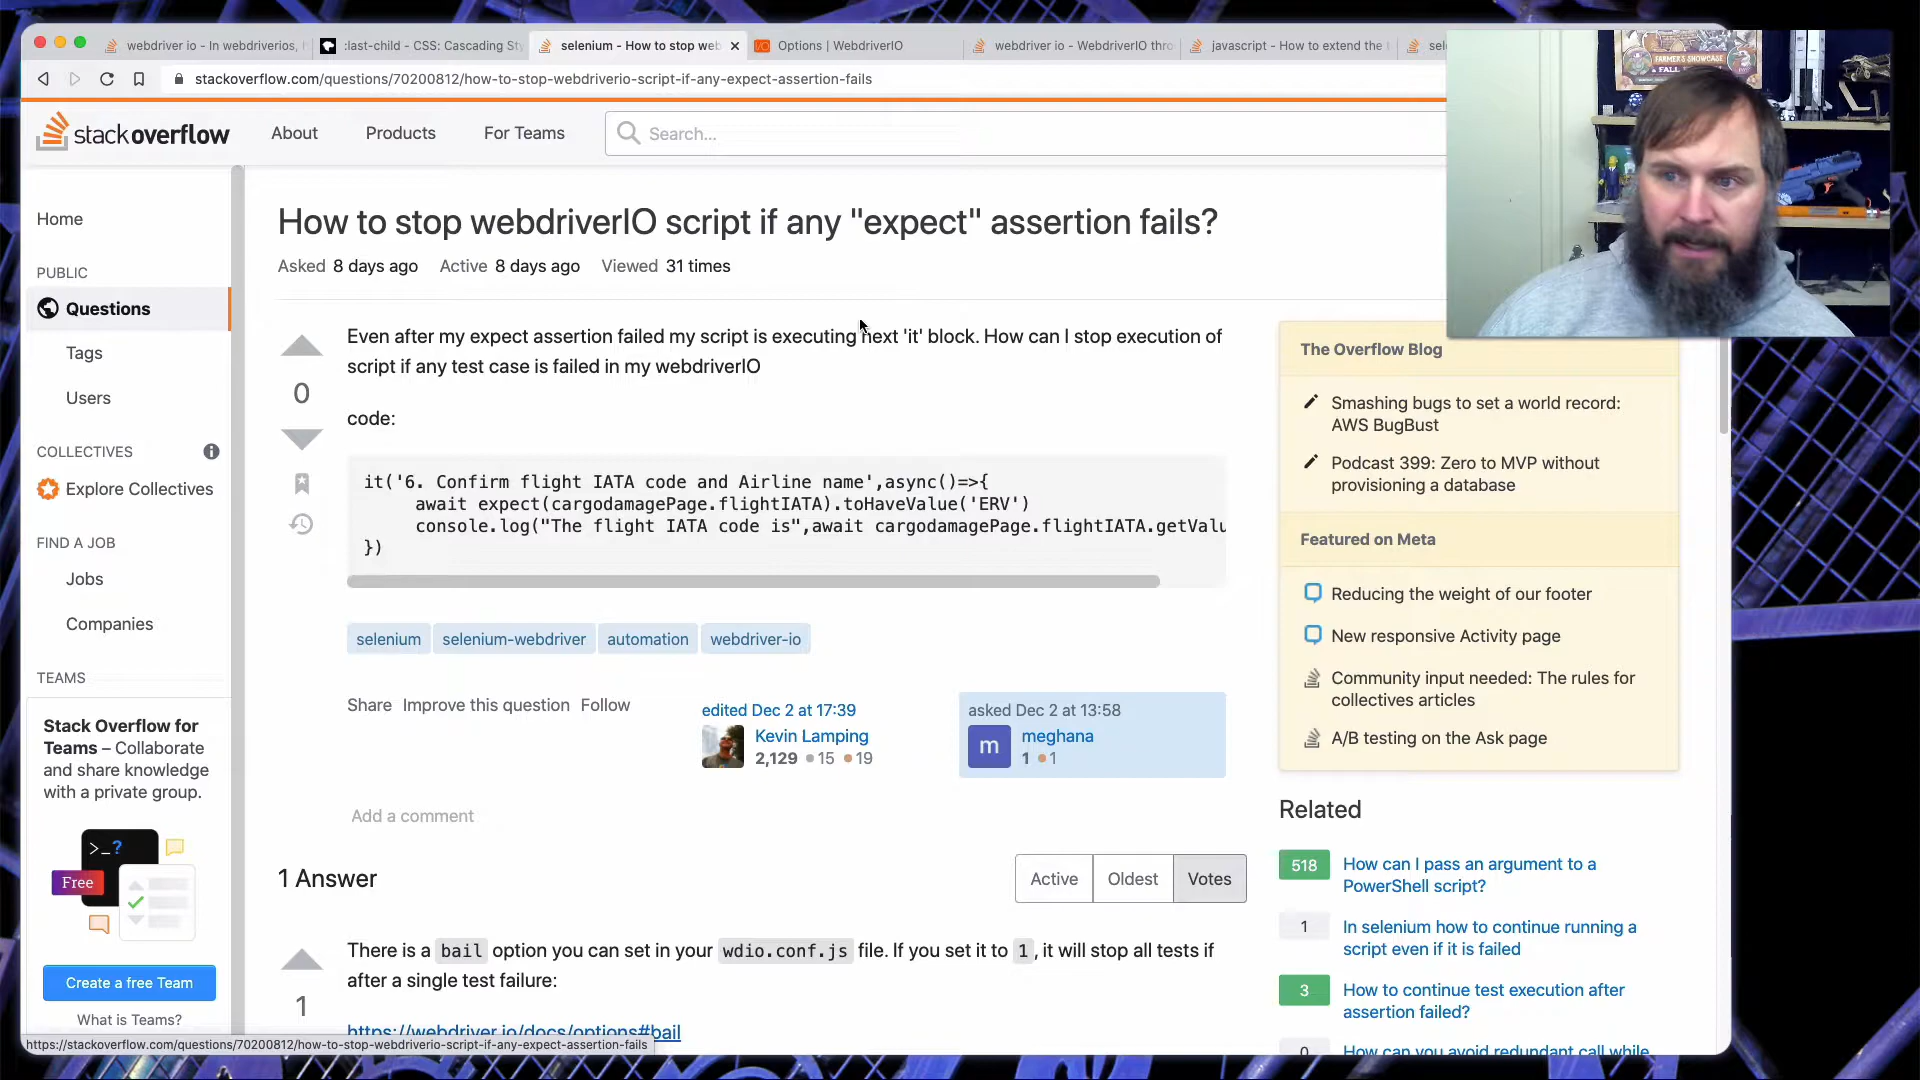 webdriver io - In webdriverios,
:last-child - CSS: Cascading St
selenium - How to stop web
Options | WebdriverIO
webdriver io - WebdriverIO thro
javascript - How to extend the
sel
stackoverflow.com/questions/70200812/how-to-stop-webdriverio-script-if-any-expect-assertion-fails
stackoverflow
About
Products
For Teams
Search...
Home
PUBLIC
Questions
Tags
Users
COLLECTIVES
Explore Collectives
FIND A JOB
Jobs
Companies
TEAMS
Stack Overflow for
Teams – Collaborate
and share knowledge
with a private group.
>_?
Free
Create a free Team
What is Teams?
How to stop webdriverIO script if any "expect" assertion fails?
Asked 8 days ago Active 8 days ago Viewed 31 times
0
Even after my expect assertion failed my script is executing next 'it' block. How can I stop execution of
script if any test case is failed in my webdriverIO
code:
it('6. Confirm flight IATA code and Airline name',async()=>{
await expect(cargodamagePage.flightIATA).toHaveValue('ERV')
console.log("The flight IATA code is",await cargodamagePage.flightIATA.getValu
})
selenium selenium-webdriver automation webdriver-io
Share Improve this question Follow
edited Dec 2 at 17:39
Kevin Lamping
2,129 15 19
asked Dec 2 at 13:58
m
meghana
1 1
Add a comment
1 Answer
Active Oldest Votes
1
There is a bail option you can set in your wdio.conf.js file. If you set it to 1, it will stop all tests if
after a single test failure:
https://webdriver.io/docs/options#bail
FARMER'S SHOWCASE
FALL
The Overflow Blog
Smashing bugs to set a world record:
AWS BugBust
Podcast 399: Zero to MVP without
provisioning a database
Featured on Meta
Reducing the weight of our footer
New responsive Activity page
Community input needed: The rules for
collectives articles
A/B testing on the Ask page
Related
518
How can I pass an argument to a
PowerShell script?
1
In selenium how to continue running a
script even if it is failed
3
How to continue test execution after
assertion failed?
0
How can you avoid redundant call while
https://stackoverflow.com/questions/70200812/how-to-stop-webdriverio-script-if-any-expect-assertion-fails